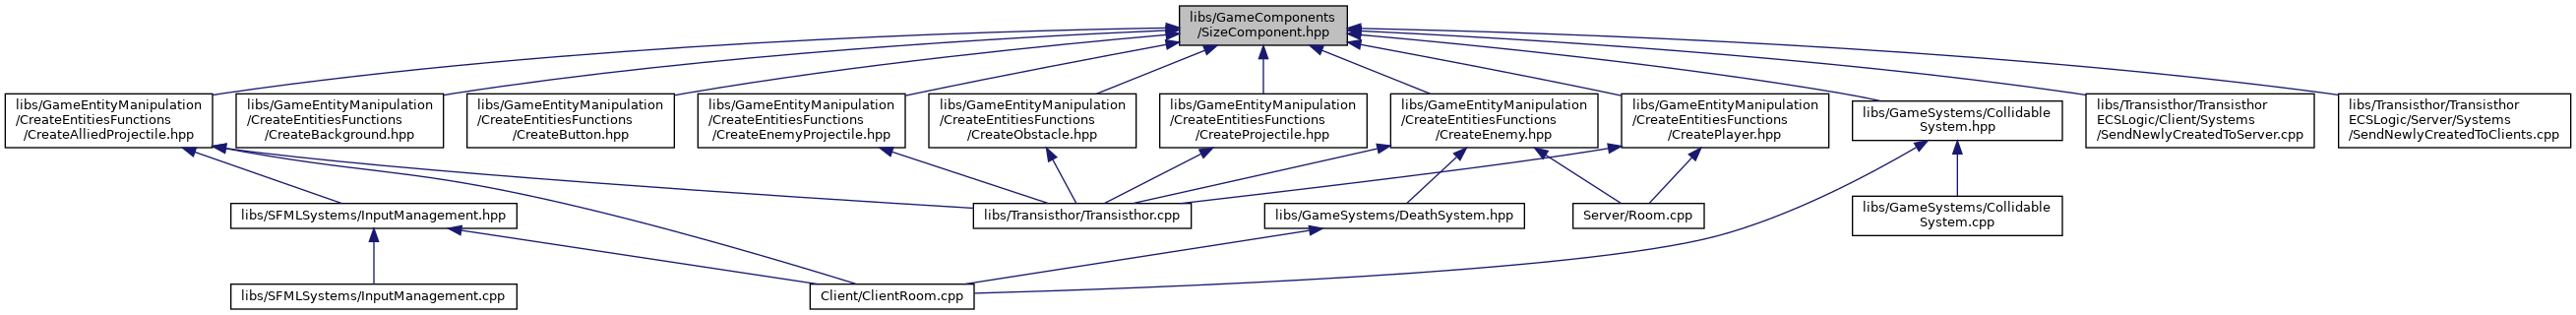 libs/GameComponents
/SizeComponent.hpp
libs/GameEntityManipulation
/CreateEntitiesFunctions
/CreateAlliedProjectile.hpp
libs/GameEntityManipulation
/CreateEntitiesFunctions
/CreateBackground.hpp
libs/GameEntityManipulation
/CreateEntitiesFunctions
/CreateButton.hpp
libs/GameEntityManipulation
/CreateEntitiesFunctions
/CreateEnemyProjectile.hpp
libs/GameEntityManipulation
/CreateEntitiesFunctions
/CreateObstacle.hpp
libs/GameEntityManipulation
/CreateEntitiesFunctions
/CreateProjectile.hpp
libs/GameEntityManipulation
/CreateEntitiesFunctions
/CreateEnemy.hpp
libs/GameEntityManipulation
/CreateEntitiesFunctions
/CreatePlayer.hpp
libs/GameSystems/Collidable
System.hpp
libs/Transisthor/Transisthor
ECSLogic/Client/Systems
/SendNewlyCreatedToServer.cpp
libs/Transisthor/Transisthor
ECSLogic/Server/Systems
/SendNewlyCreatedToClients.cpp
libs/SFMLSystems/InputManagement.hpp
libs/Transisthor/Transisthor.cpp
libs/GameSystems/DeathSystem.hpp
Server/Room.cpp
libs/GameSystems/Collidable
System.cpp
libs/SFMLSystems/InputManagement.cpp
Client/ClientRoom.cpp